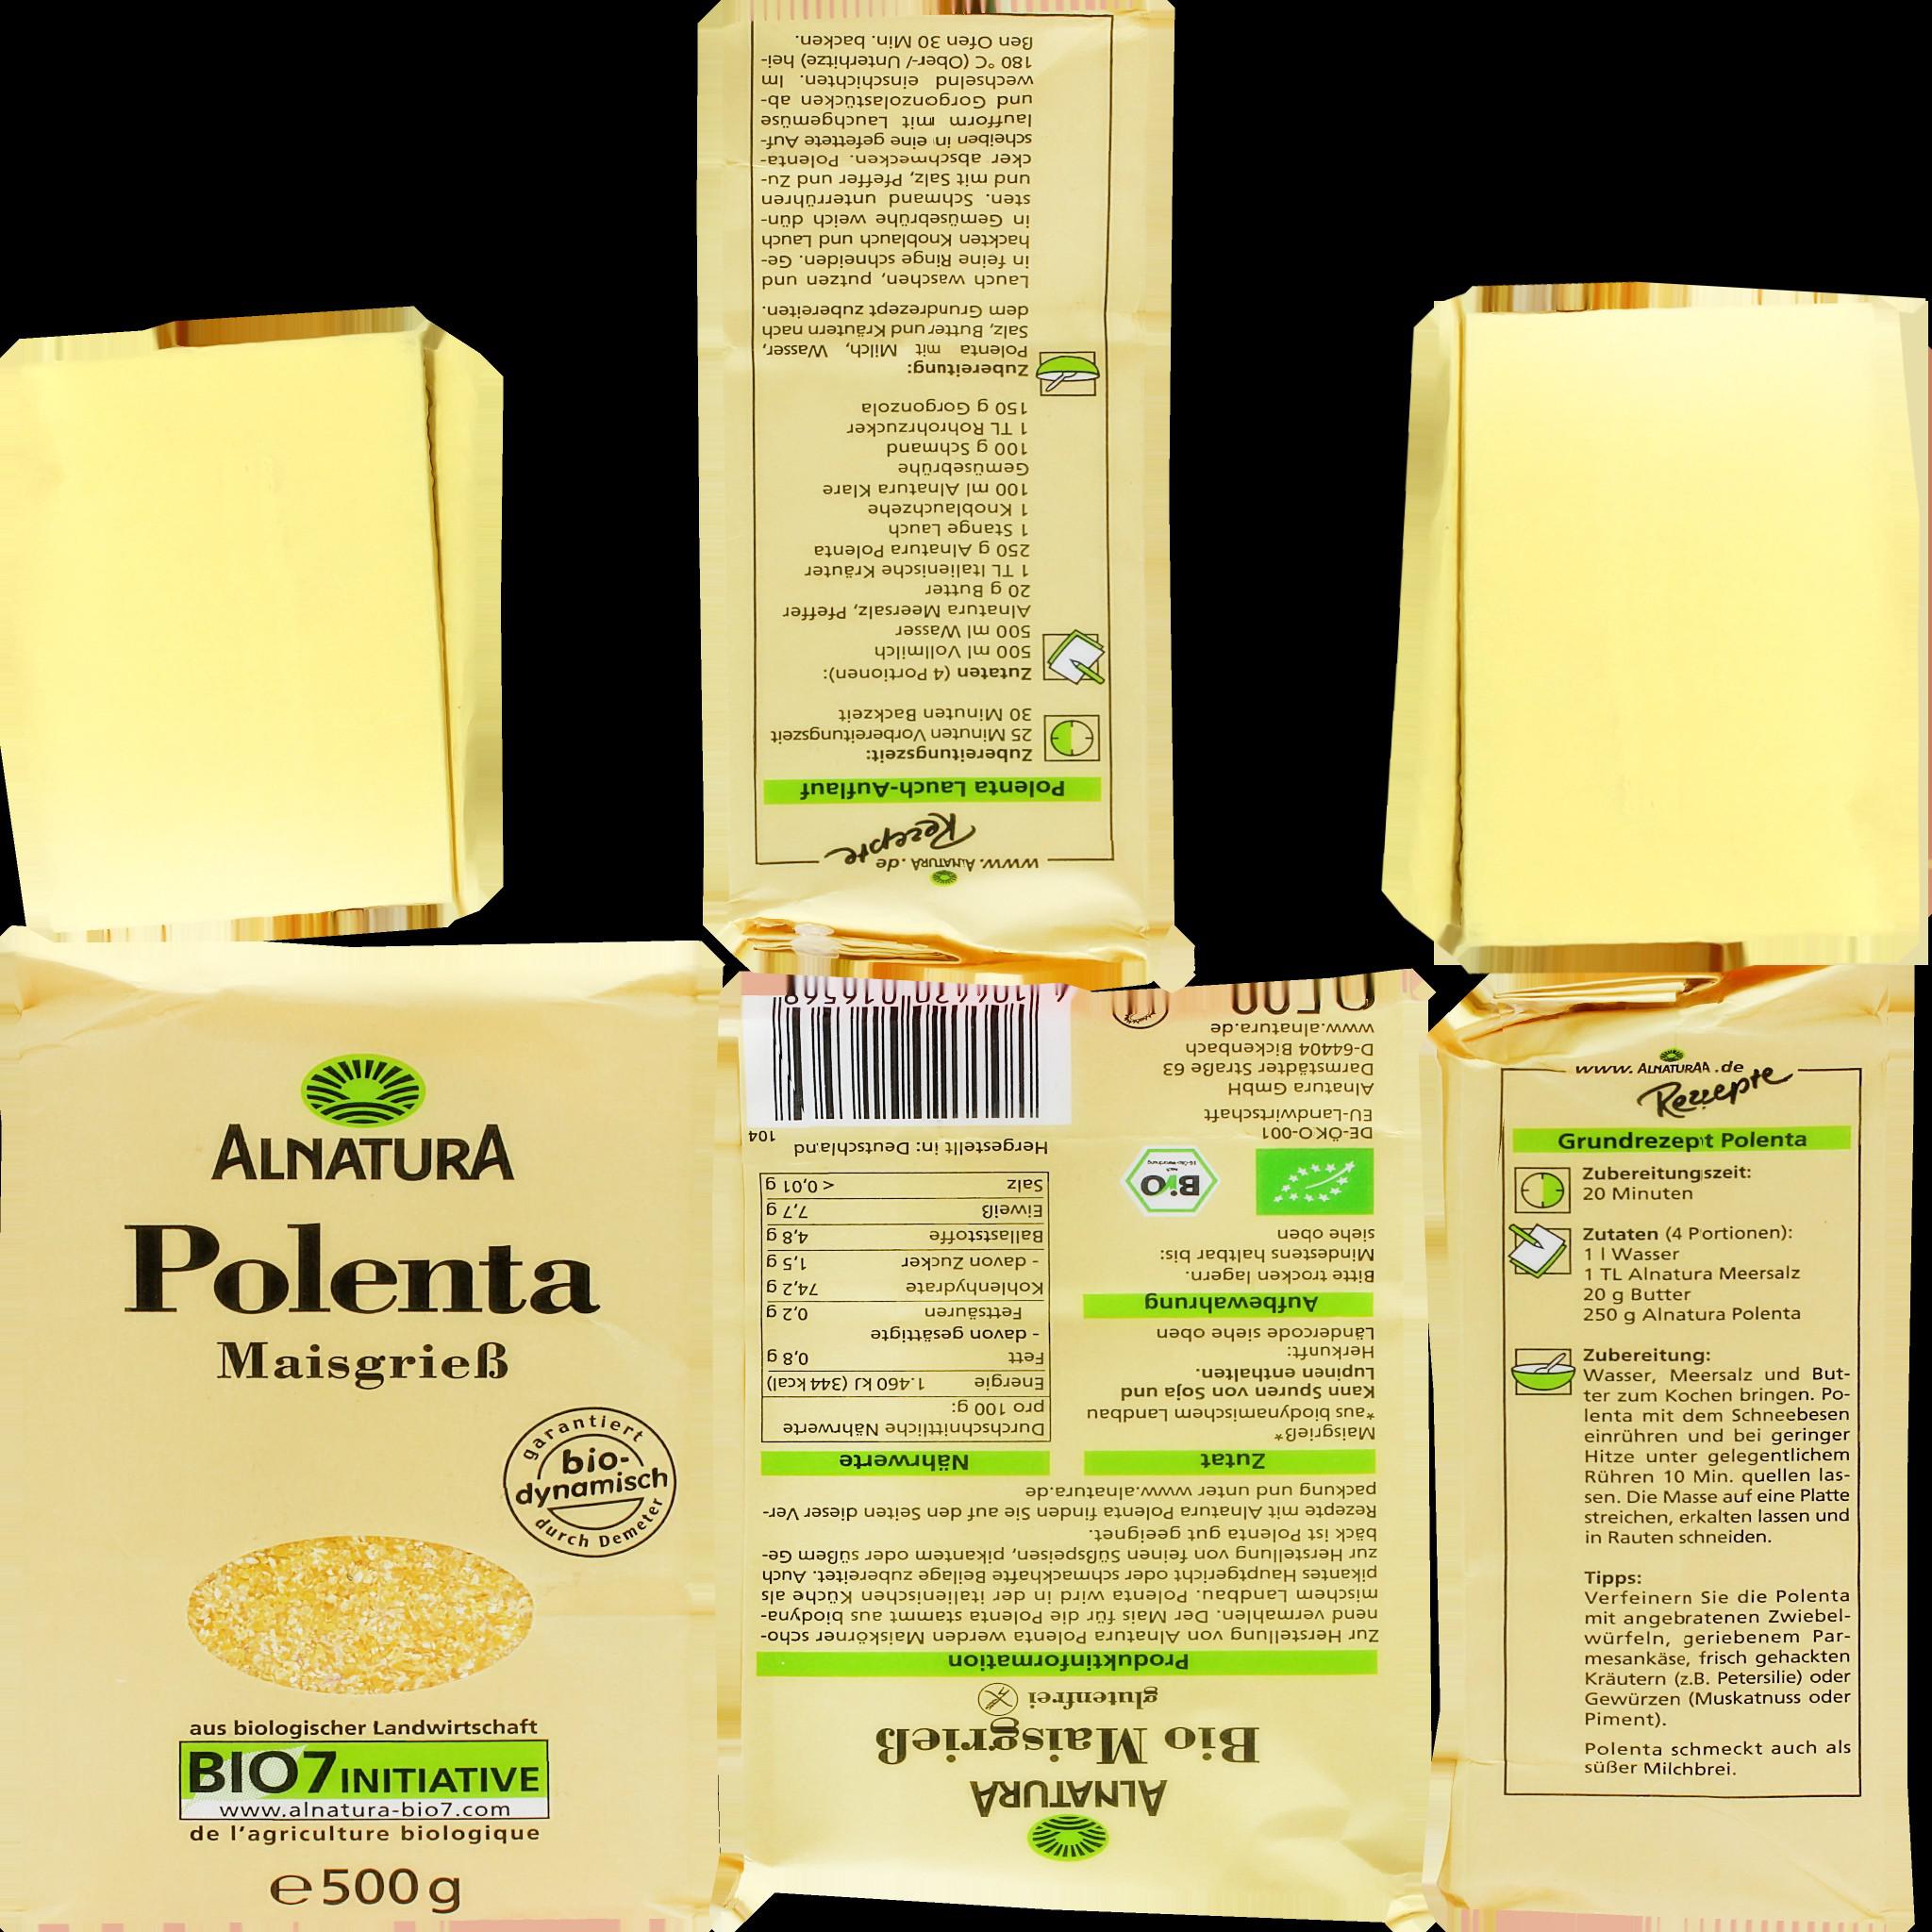 ALNATURA
Polenta
Maisgrieß
garantiert
bio-
dynamisch
durch Demeter
aus biologischer Landwirtschaft
BIO7 INITIATIVE
www.alnatura-bio7.com
de l'agriculture biologique
e500g
www.ALNATURA.de
Rezepte
Polenta Lauch-Auflauf
Zubereitungszeit:
25 Minuten Vorbereitungszeit
30 Minuten Backzeit
Zutaten (4 Portionen):
500 ml Vollmilch
500 ml Wasser
Alnatura Meersalz, Pfeffer
20 g Butter
1 TL Italienische Kräuter
250 g Alnatura Polenta
1 Stange Lauch
1 Knoblauchzehe
100 ml Alnatura Klare
Gemüsebrühe
100 g Schmand
1 TL Rohrohrzucker
150 g Gorgonzola
Zubereitung:
Polenta mit Milch, Wasser,
Salz, Butter und Kräutern nach
dem Grundrezept zubereiten.
Lauch waschen, putzen und
in feine Ringe schneiden. Ge-
hackten Knoblauch und Lauch
in Gemüsebrühe weich dün-
sten. Schmand unterrühren
und mit Salz, Pfeffer und Zu-
cker abschmecken. Polenta-
scheiben in eine gefettete Auf-
laufform mit Lauchgemüse
und Gorgonzolastücken ab-
wechselnd einschichten. Im
180 °C (Ober-/ Unterhitze) hei-
ßen Ofen 30 Min. backen.
ALNATURA
Bio Maisgrieß
glutenfrei
Produktinformation
Zur Herstellung von Alnatura Polenta werden Maiskörner scho-
nend vermahlen. Der Mais für die Polenta stammt aus biodyna-
mischem Landbau. Polenta wird in der italienischen Küche als
pikantes Hauptgericht oder schmackhafte Beilage zubereitet. Auch
zur Herstellung von feinen Süßspeisen, pikantem oder süßem Ge-
bäck ist Polenta gut geeignet.
Rezepte mit Alnatura Polenta finden Sie auf den Seiten dieser Ver-
packung und unter www.alnatura.de
Zutat
Maisgrieß*
*aus biodynamischem Landbau
Kann Spuren von Soja und
Lupinen enthalten.
Herkunft:
Ländercode siehe oben
Aufbewahrung
Bitte trocken lagern.
Mindestens haltbar bis:
siehe oben
Bio
nach
EG-Öko-Verordnung
DE-ÖKO-001
EU-Landwirtschaft
Alnatura GmbH
Darmstädter Straße 63
D-64404 Bickenbach
www.alnatura.de
Nährwerte
Durchschnittliche Nährwerte
pro 100 g:
Energie 1.460 kJ (344 kcal)
Fett 0,8 g
- davon gesättigte
Fettsäuren 0,2 g
Kohlenhydrate 74,2 g
- davon Zucker 1,5 g
Ballaststoffe 4,8 g
Eiweiß 7,7 g
Salz < 0,01 g
Hergestellt in: Deutschland
104
www.ALNATURAA.de
Rezepte
Grundrezept Polenta
Zubereitungszeit:
20 Minuten
Zutaten (4 Portionen):
1 l Wasser
1 TL Alnatura Meersalz
20 g Butter
250 g Alnatura Polenta
Zubereitung:
Wasser, Meersalz und But-
ter zum Kochen bringen. Po-
lenta mit dem Schneebesen
einrühren und bei geringer
Hitze unter gelegentlichem
Rühren 10 Min. quellen las-
sen. Die Masse auf eine Platte
streichen, erkalten lassen und
in Rauten schneiden.
Tipps:
Verfeinern Sie die Polenta
mit angebratenen Zwiebel-
würfeln, geriebenem Par-
mesankäse, frisch gehackten
Kräutern (z.B. Petersilie) oder
Gewürzen (Muskatnuss oder
Piment).
Polenta schmeckt auch als
süßer Milchbrei.